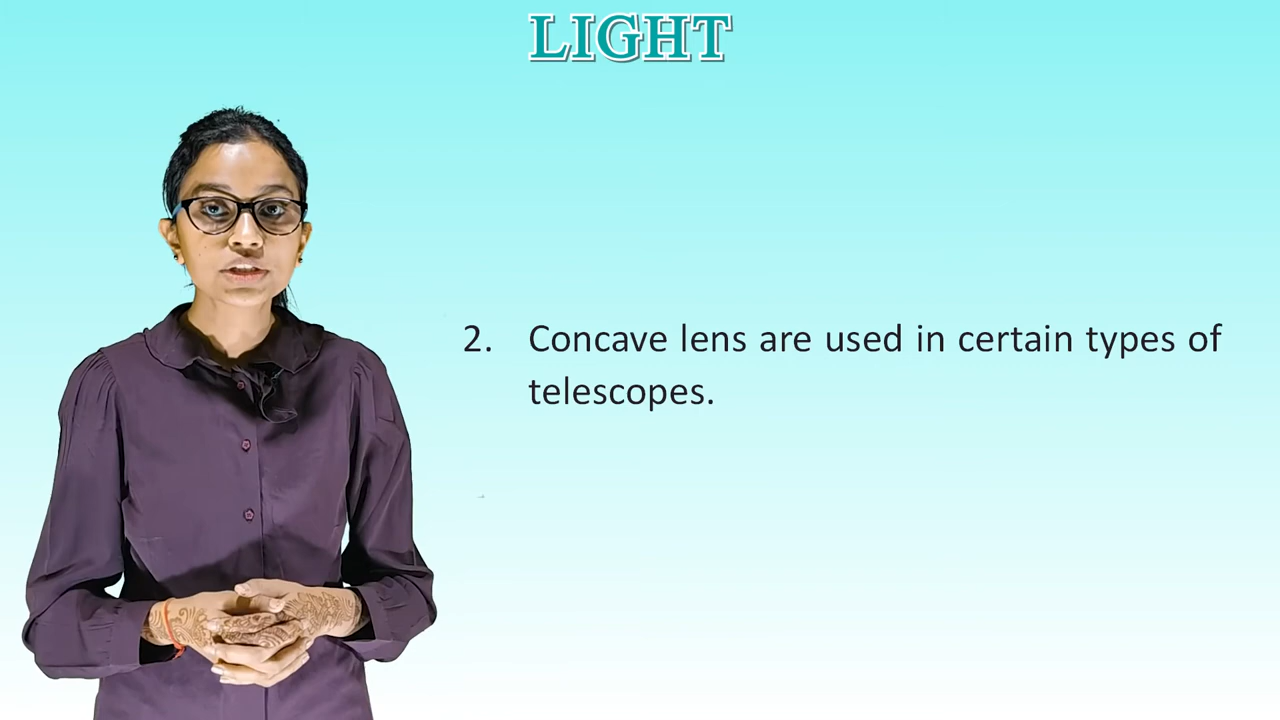 LIGHT
2. Concave lens are used in certain types of
telescopes.